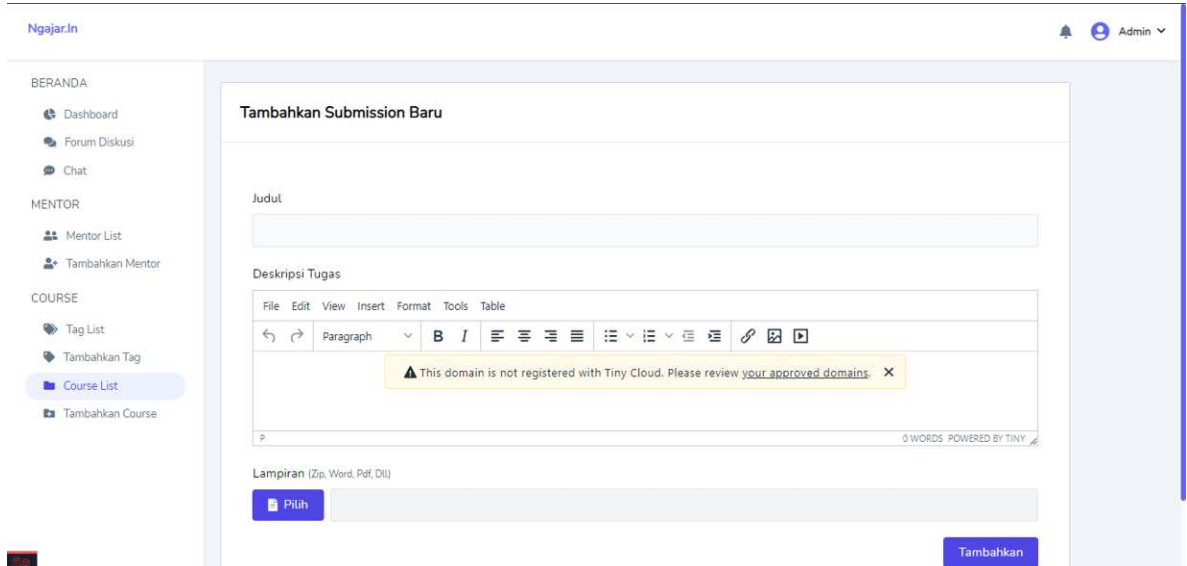 Ngajar.In
Admin
BERANDA
Dashboard
Forum Diskusi
Chat
MENTOR
Mentor List
Tambahkan Mentor
COURSE
Tag List
Tambahkan Tag
Course List
Tambahkan Course
Tambahkan Submission Baru
Judul
Deskripsi Tugas
File Edit View Insert Format Tools Table
Paragraph B I
This domain is not registered with Tiny Cloud. Please review your approved domains.
P 0 WORDS POWERED BY TINY
Lampiran (Zip, Word, Pdf, Dll)
Pilih
Tambahkan